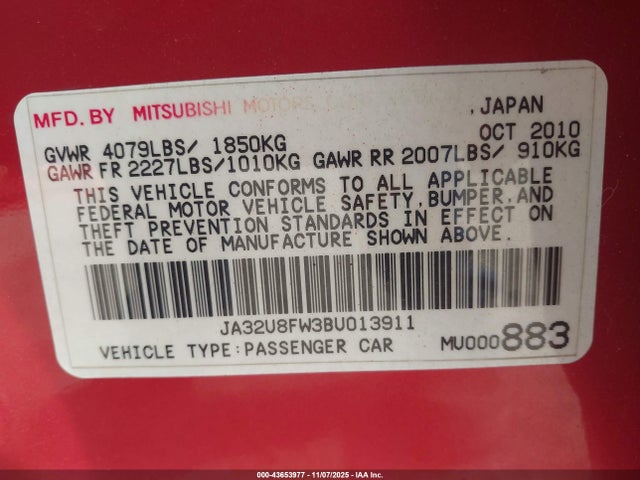 MFD. BY MITSUBISHI MOTORS , JAPAN
OCT 2010
GVWR 4079LBS/ 1850KG
GAWR FR 2227LBS/1010KG GAWR RR 2007LBS/ 910KG
THIS VEHICLE CONFORMS TO ALL APPLICABLE
FEDERAL MOTOR VEHICLE SAFETY,BUMPER,AND
THEFT PREVENTION STANDARDS IN EFFECT ON
THE DATE OF MANUFACTURE SHOWN ABOVE.
JA32U8FW3BU013911
VEHICLE TYPE:PASSENGER CAR MU000883
000-43653977 - 11/07/2025 - IAA Inc.